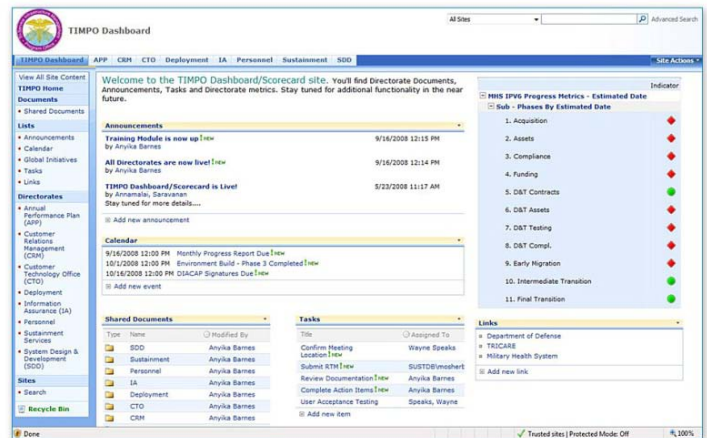 TIMPO Dashboard
All Sites
Advanced Search
TIMPO Dashboard APP CRM CTO Deployment IA Personnel Sustainment SDD
Site Actions
View All Site Content
TIMPO Home
Documents
Shared Documents
Lists
Announcements
Calendar
Global Initiatives
Tasks
Links
Directorates
Annual
Performance Plan
(APP)
Customer
Relations
Management
(CRM)
Customer
Technology Office
(CTO)
Deployment
Information
Assurance (IA)
Personnel
Sustainment
Services
System Design &
Development
(SDD)
Sites
Search
Recycle Bin
Welcome to the TIMPO Dashboard/Scorecard site. You'll find Directorate Documents,
Announcements, Tasks and Directorate metrics. Stay tuned for additional functionality in the near
future.
Announcements
Training Module is now up ! NEW 9/16/2008 12:15 PM
by Anyika Barnes
All Directorates are now live! ! NEW 9/16/2008 12:14 PM
by Anyika Barnes
TIMPO Dashboard/Scorecard is Live! 5/23/2008 11:17 AM
by Annamalai, Saravanan
Stay tuned for more details....
Add new announcement
Calendar
9/16/2008 12:00 PM Monthly Progress Report Due ! NEW
10/1/2008 12:00 PM Environment Build - Phase 3 Completed ! NEW
10/16/2008 12:00 PM DIACAP Signatures Due ! NEW
Add new event
Shared Documents
Type Name Modified By
SDD Anyika Barnes
Sustainment Anyika Barnes
Personnel Anyika Barnes
IA Anyika Barnes
Deployment Anyika Barnes
CTO Anyika Barnes
CRM Anyika Barnes
Tasks
Title Assigned To
Confirm Meeting Wayne Speaks
Location ! NEW
Submit RTM ! NEW SUSTDB\mosherb
Review Documentation ! NEW Anyika Barnes
Complete Action Items ! NEW Anyika Barnes
User Acceptance Testing Speaks, Wayne
Add new item
Indicator
MHS IPV6 Progress Metrics - Estimated Date
Sub - Phases By Estimated Date
1. Acquisition
2. Assets
3. Compliance
4. Funding
5. D&T Contracts
6. D&T Assets
7. D&T Testing
8. D&T Compl.
9. Early Migration
10. Intermediate Transition
11. Final Transition
Links
Department of Defense
TRICARE
Military Health System
Add new link
Done
Trusted sites | Protected Mode: Off
100%